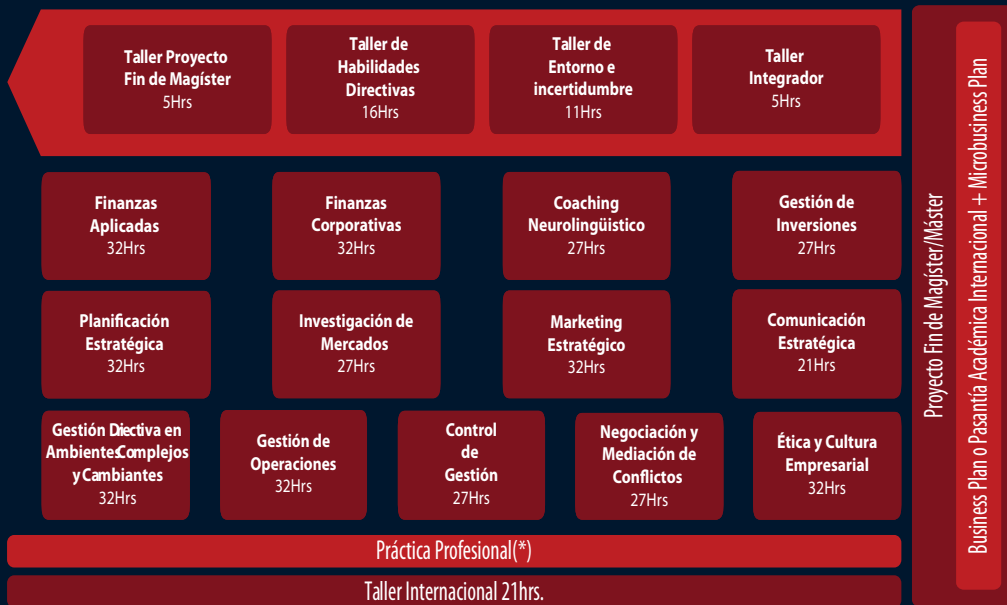 Taller Proyecto
Fin de Magíster
5Hrs
Taller de
Habilidades
Directivas
16Hrs
Taller de
Entorno e
incertidumbre
11Hrs
Taller
Integrador
5Hrs
Finanzas
Aplicadas
32Hrs
Finanzas
Corporativas
32Hrs
Coaching
Neurolingüistico
27Hrs
Gestión de
Inversiones
27Hrs
Planificación
Estratégica
32Hrs
Investigación de
Mercados
27Hrs
Marketing
Estratégico
32Hrs
Comunicación
Estratégica
21Hrs
Gestión Diectiva en
AmbientesComplejos
y Cambiantes
32Hrs
Gestión de
Operaciones
32Hrs
Control
de
Gestión
27Hrs
Negociación y
Mediación de
Conflictos
27Hrs
Ética y Cultura
Empresarial
32Hrs
Práctica Profesional(*)
Taller Internacional 21hrs.
Proyecto Fin de Magíster/Máster
Business Plan o Pasantía Académica Internacional + Microbusiness Plan